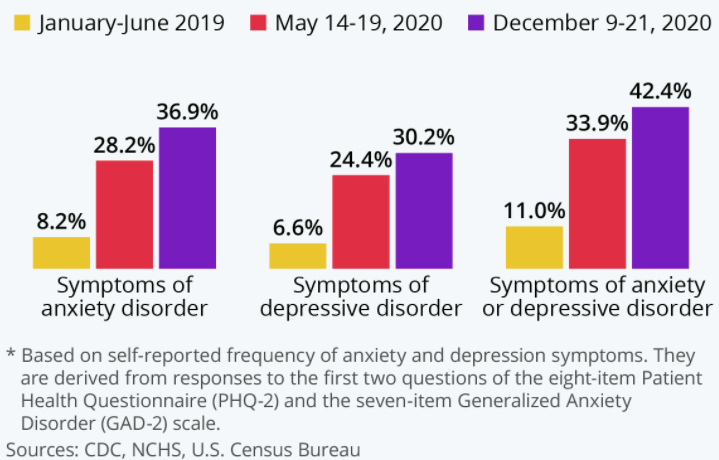 January-June 2019 May 14-19, 2020 December 9-21, 2020
8.2% 28.2% 36.9%
6.6% 24.4% 30.2%
11.0% 33.9% 42.4%
Symptoms of
anxiety disorder
Symptoms of
depressive disorder
Symptoms of anxiety
or depressive disorder
* Based on self-reported frequency of anxiety and depression symptoms. They
are derived from responses to the first two questions of the eight-item Patient
Health Questionnaire (PHQ-2) and the seven-item Generalized Anxiety
Disorder (GAD-2) scale.
Sources: CDC, NCHS, U.S. Census Bureau